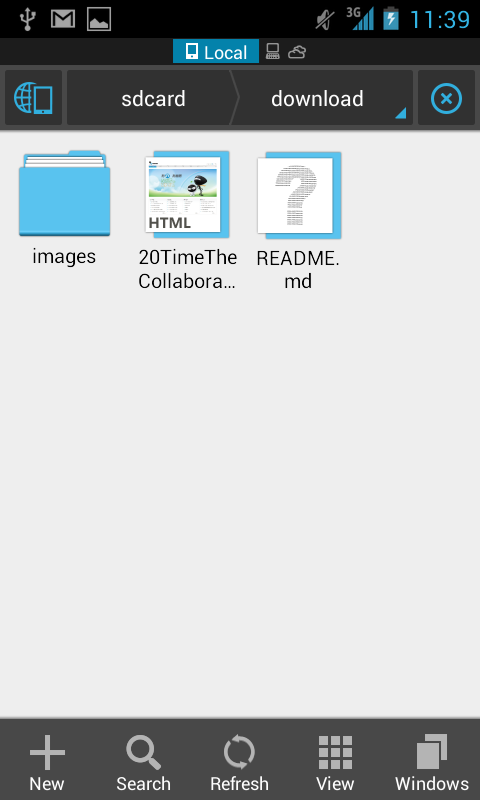 3G 11:39
Local
sdcard download
images
20TimeThe
Collabora...
HTML
README.
md
New Search Refresh View Windows